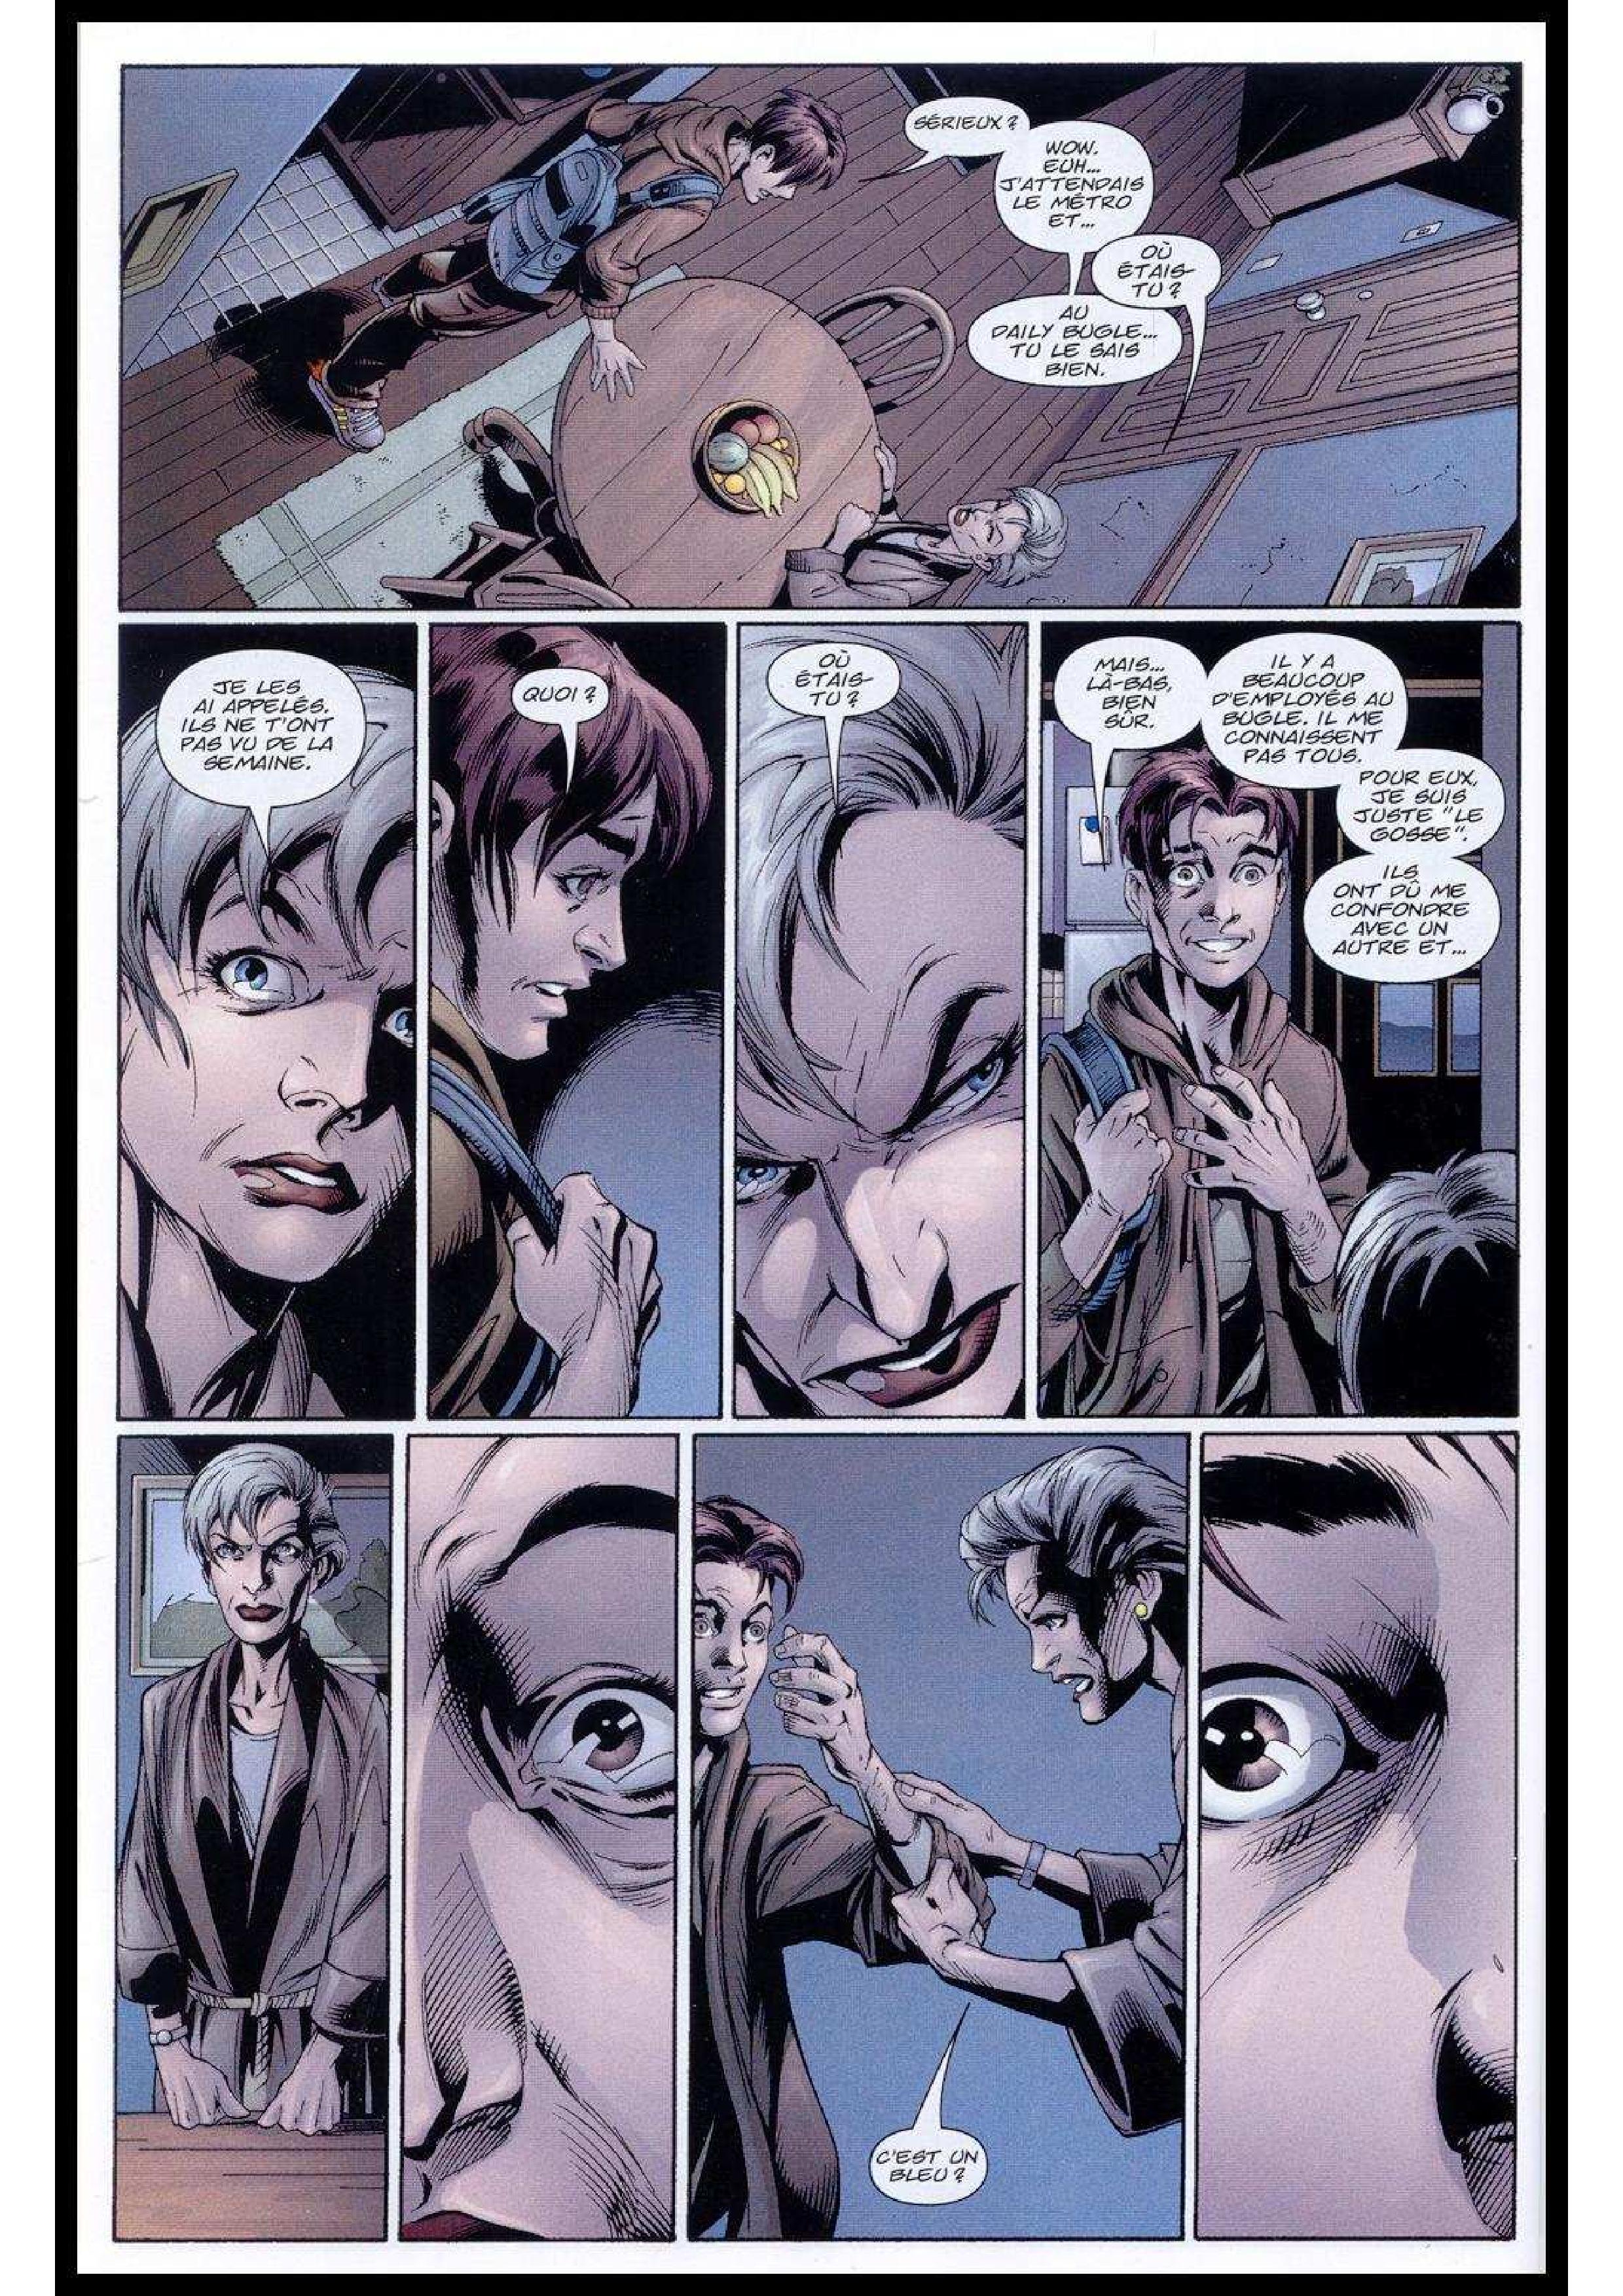 SÉRIEUX ?
WOW.
EUH...
J'ATTENDAIS
LE MÉTRO
ET...
OÙ
ÉTAIS-
TU ?
AU
DAILY BUGLE...
TU LE SAIS
BIEN.
JE LES
AI APPELÉS.
ILS NE T'ONT
PAS VU DE LA
SEMAINE.
QUOI ?
OÙ
ÉTAIS-
TU ?
MAIS...
LÀ-BAS,
BIEN
SÛR.
IL Y A
BEAUCOUP
D'EMPLOYÉS AU
BUGLE. IL ME
CONNAISSENT
PAS TOUS.
POUR EUX,
JE SUIS
JUSTE "LE
GOSSE".
ILS
ONT DÛ ME
CONFONDRE
AVEC UN
AUTRE ET...
C'EST UN
BLEU ?